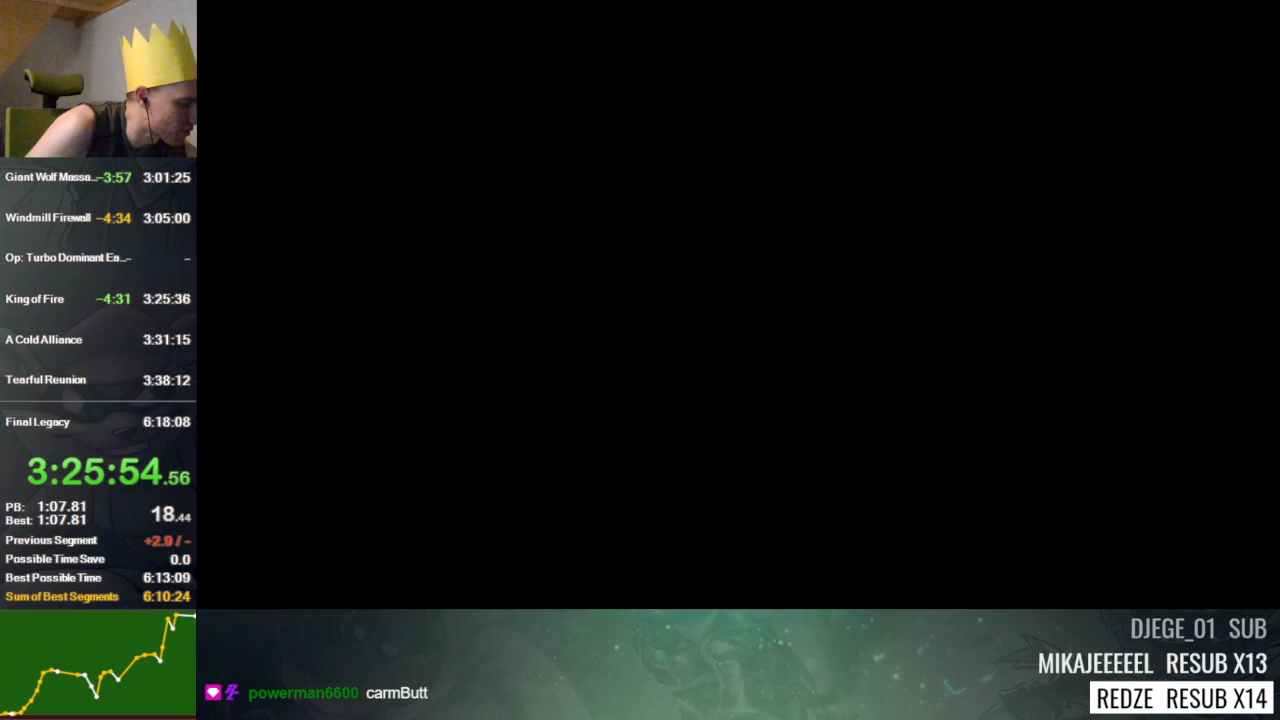 Giant Wolf Massa... -3:57 3:01:25
Windmill Firewall -4:34 3:05:00
Op: Turbo Dominant Ea... - -
King of Fire -4:31 3:25:36
A Cold Alliance 3:31:15
Tearful Reunion 3:38:12
Final Legacy 6:18:08
3:25:54.56
PB: 1:07.81
Best: 1:07.81
18.44
Previous Segment +2.9 / -
Possible Time Save 0.0
Best Possible Time 6:13:09
Sum of Best Segments 6:10:24
powerman6600 carmButt
DJEGE_01 SUB
MIKAJEEEEEL RESUB X13
REDZE RESUB X14